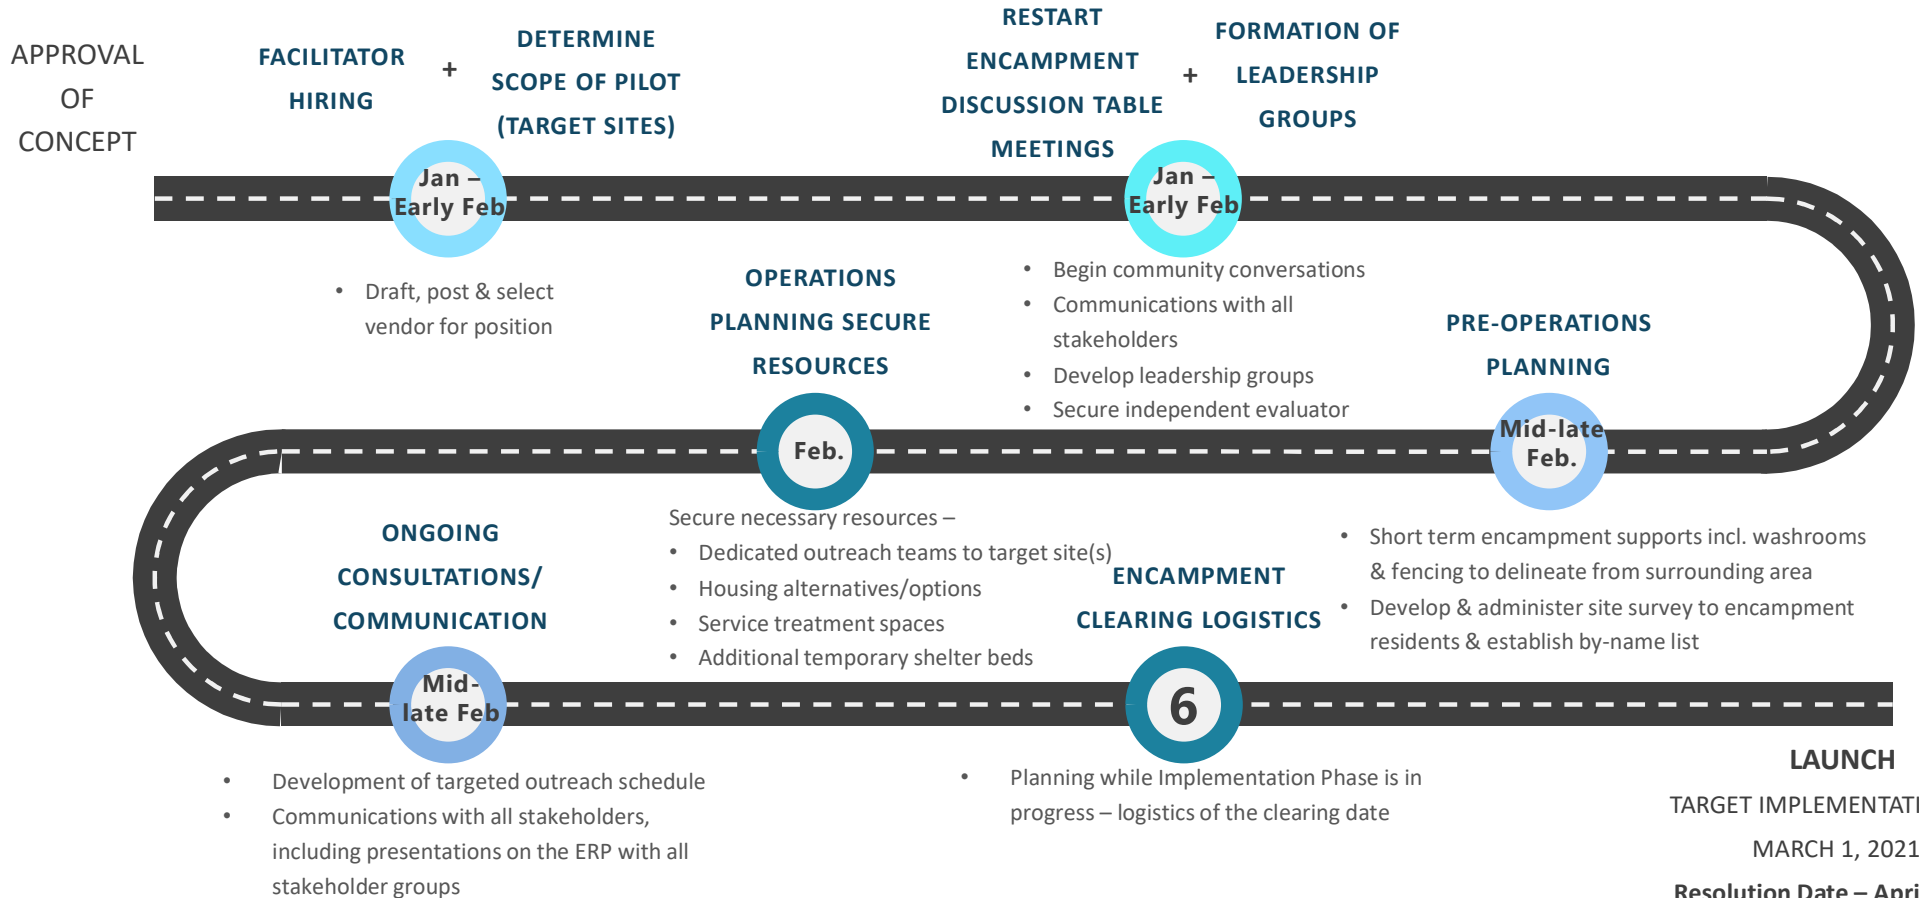 APPROVAL
OF
CONCEPT
FACILITATOR
HIRING
+
DETERMINE
SCOPE OF PILOT
(TARGET SITES)
Jan –
Early Feb
• Draft, post & select
vendor for position
RESTART
ENCAMPMENT
DISCUSSION TABLE
MEETINGS
+
FORMATION OF
LEADERSHIP
GROUPS
Jan –
Early Feb
• Begin community conversations
• Communications with all
stakeholders
• Develop leadership groups
• Secure independent evaluator
OPERATIONS
PLANNING SECURE
RESOURCES
Feb.
Secure necessary resources –
• Dedicated outreach teams to target site(s)
• Housing alternatives/options
• Service treatment spaces
• Additional temporary shelter beds
PRE-OPERATIONS
PLANNING
Mid-late
Feb.
• Short term encampment supports incl. washrooms
& fencing to delineate from surrounding area
• Develop & administer site survey to encampment
residents & establish by-name list
ONGOING
CONSULTATIONS/
COMMUNICATION
Mid-
late Feb
• Development of targeted outreach schedule
• Communications with all stakeholders,
including presentations on the ERP with all
stakeholder groups
ENCAMPMENT
CLEARING LOGISTICS
6
• Planning while Implementation Phase is in
progress – logistics of the clearing date
LAUNCH
TARGET
MARCH 1, 2021
Resolution Date –